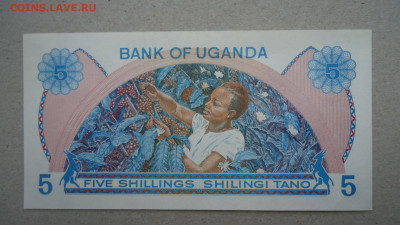 COINS.LAVE.RU
BANK OF UGANDA
5 5
5 FIVE SHILLINGS SHILINGI TANO 5